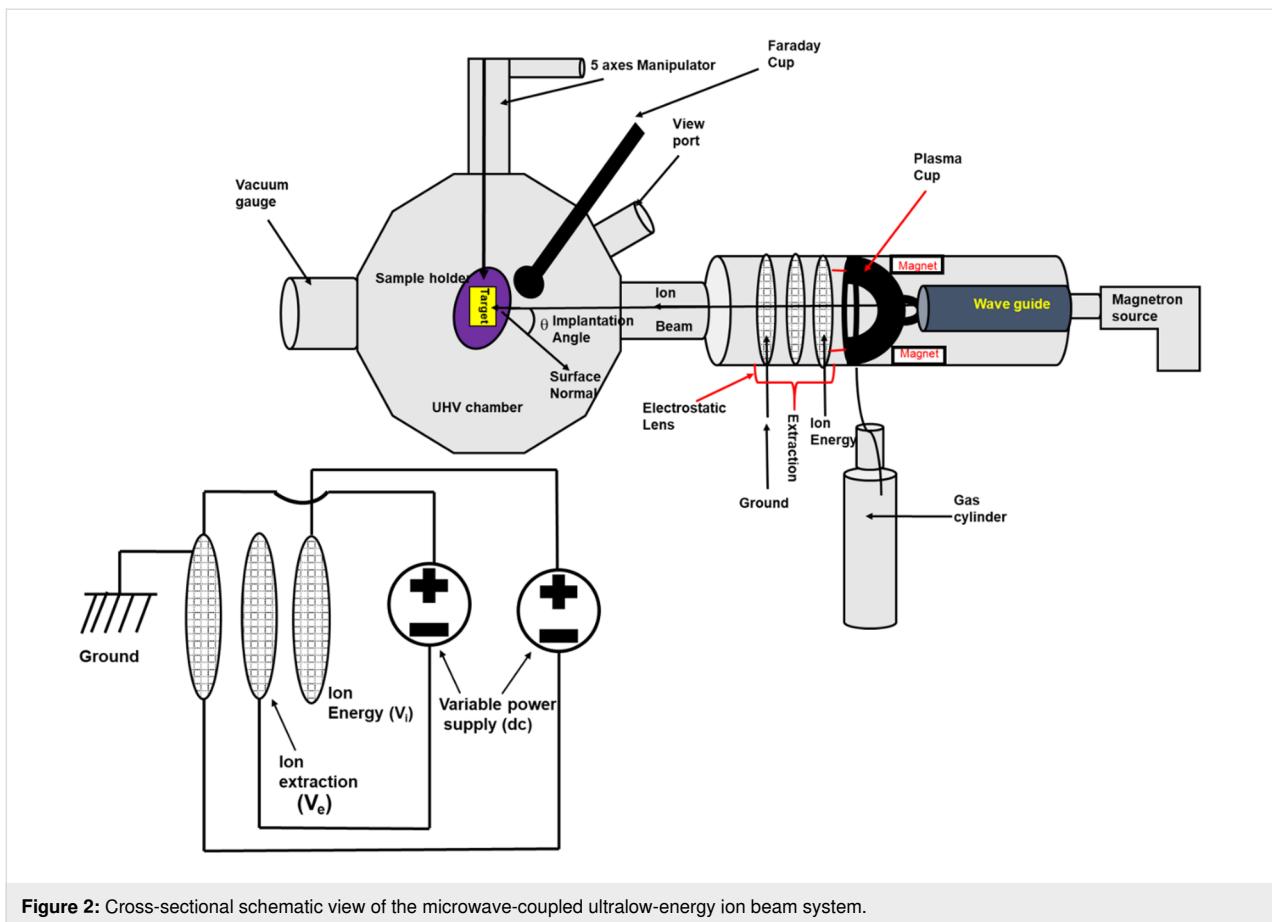 Faraday
Cup
5 axes Manipulator
View
port
Plasma
Cup
Vacuum
gauge
Magnet
Sample holder
Target
Ion
Beam
Wave guide
Magnetron
source
θ Implantation
Angle
Magnet
Surface
Normal
UHV chamber
Electrostatic
Lens
Extraction
Ion
Energy
Ground
Gas
cylinder
Ground
Ion
Energy (Vi)
Variable power
supply (dc)
Ion
extraction
(Ve)
Figure 2: Cross-sectional schematic view of the microwave-coupled ultralow-energy ion beam system.